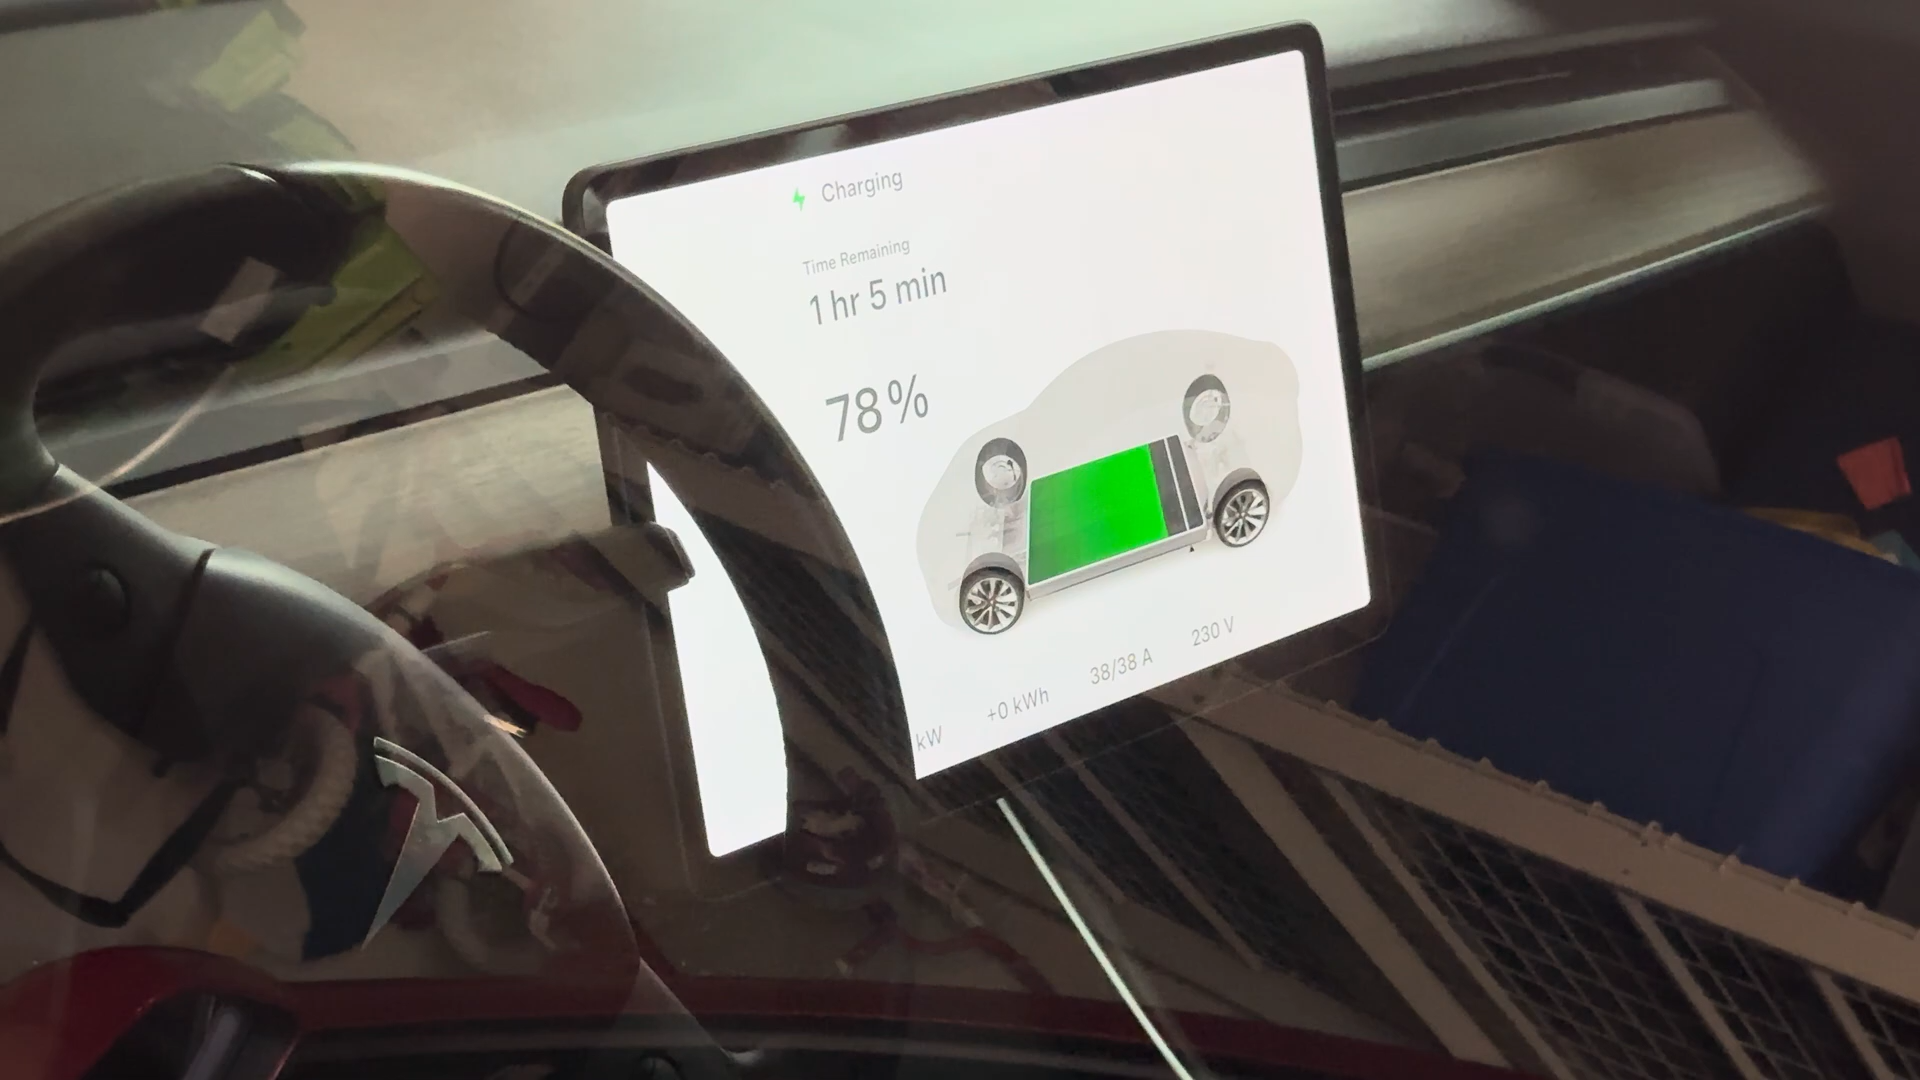 Charging
Time Remaining
1 hr 5 min
78%
kW +0 kWh 38/38 A 230 V